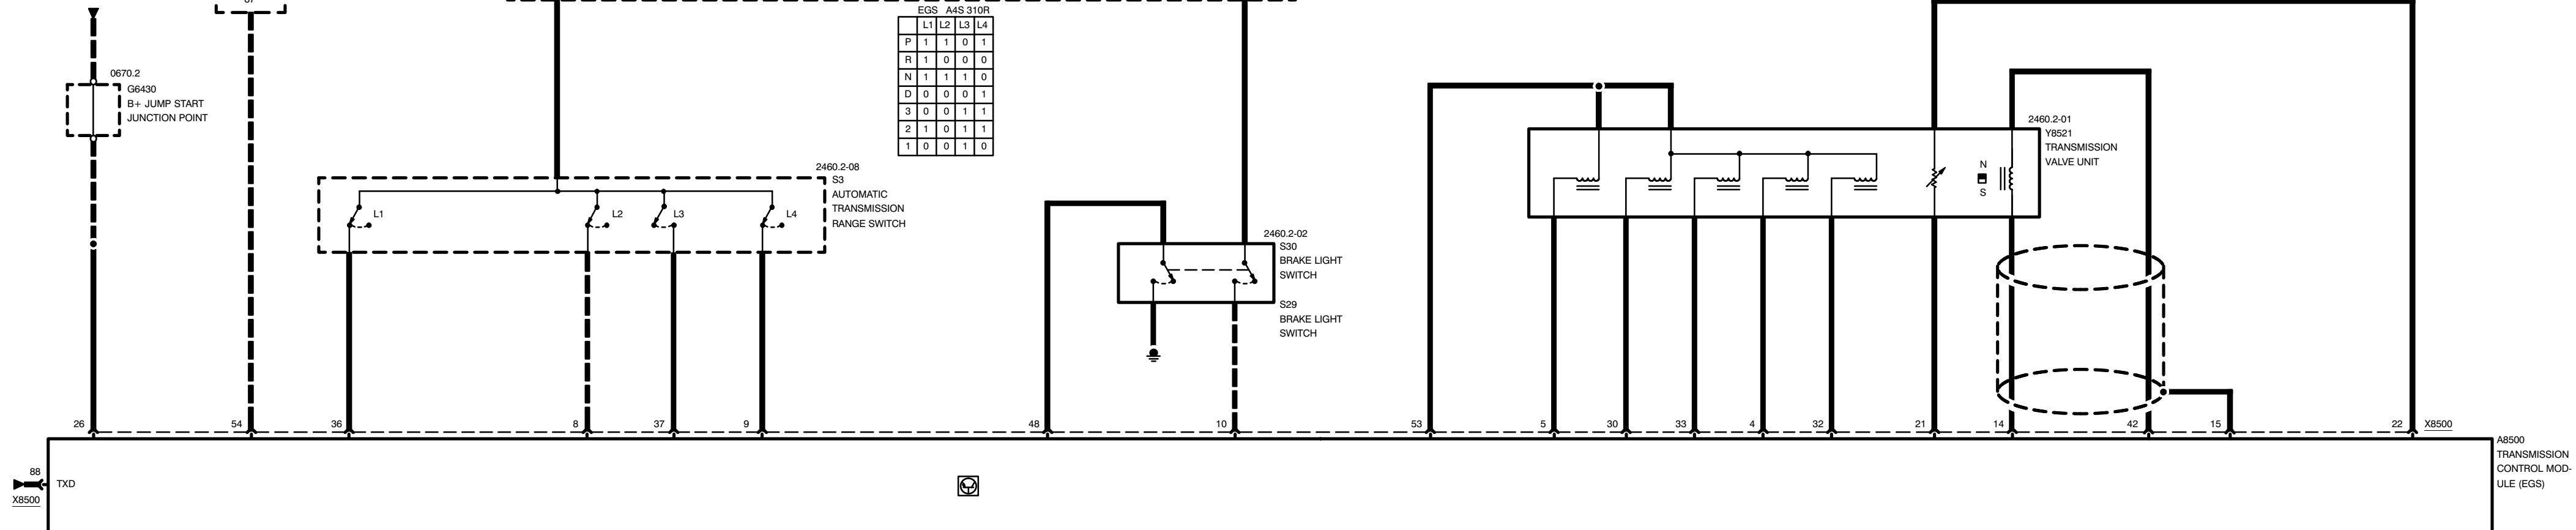 EGS A4S 310R
L1 L2 L3 L4
P 1 1 0 1
R 1 0 0 0
N 1 1 1 0
D 0 0 0 1
3 0 0 1 1
2 1 0 1 1
1 0 0 1 0
0670.2
G6430
B+ JUMP START
JUNCTION POINT
2460.2-08
S3
AUTOMATIC
TRANSMISSION
RANGE SWITCH
L1
L2
L3
L4
2460.2-02
S30
BRAKE LIGHT
SWITCH
S29
BRAKE LIGHT
SWITCH
2460.2-01
Y8521
TRANSMISSION
VALVE UNIT
N
S
26 54 36 8 37 9 48 10 53 5 30 33 4 32 21 14 42 15 22 X8500
A8500
TRANSMISSION
CONTROL MOD-
ULE (EGS)
88
TXD
X8500